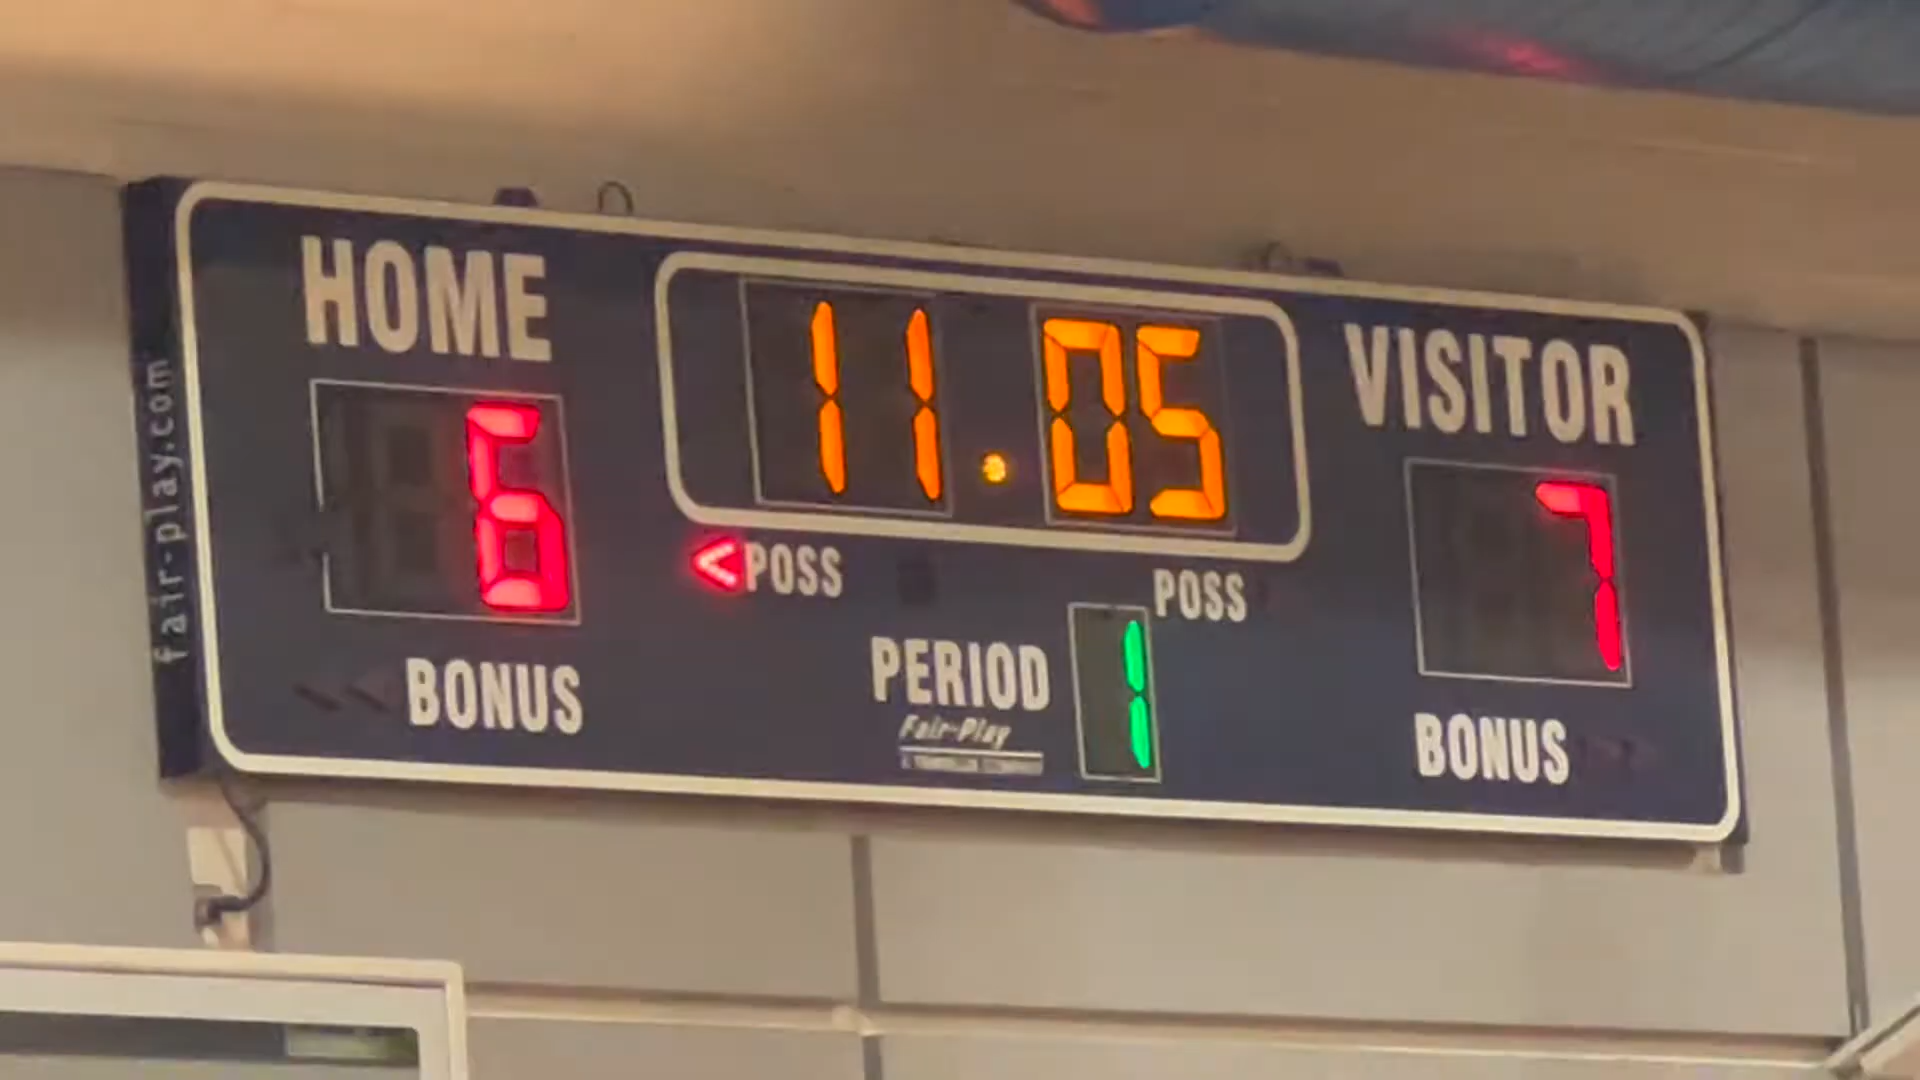 HOME
11.05
VISITOR
6
7
<POSS
POSS
PERIOD
1
BONUS
BONUS
Fair-Play
fair-play.com